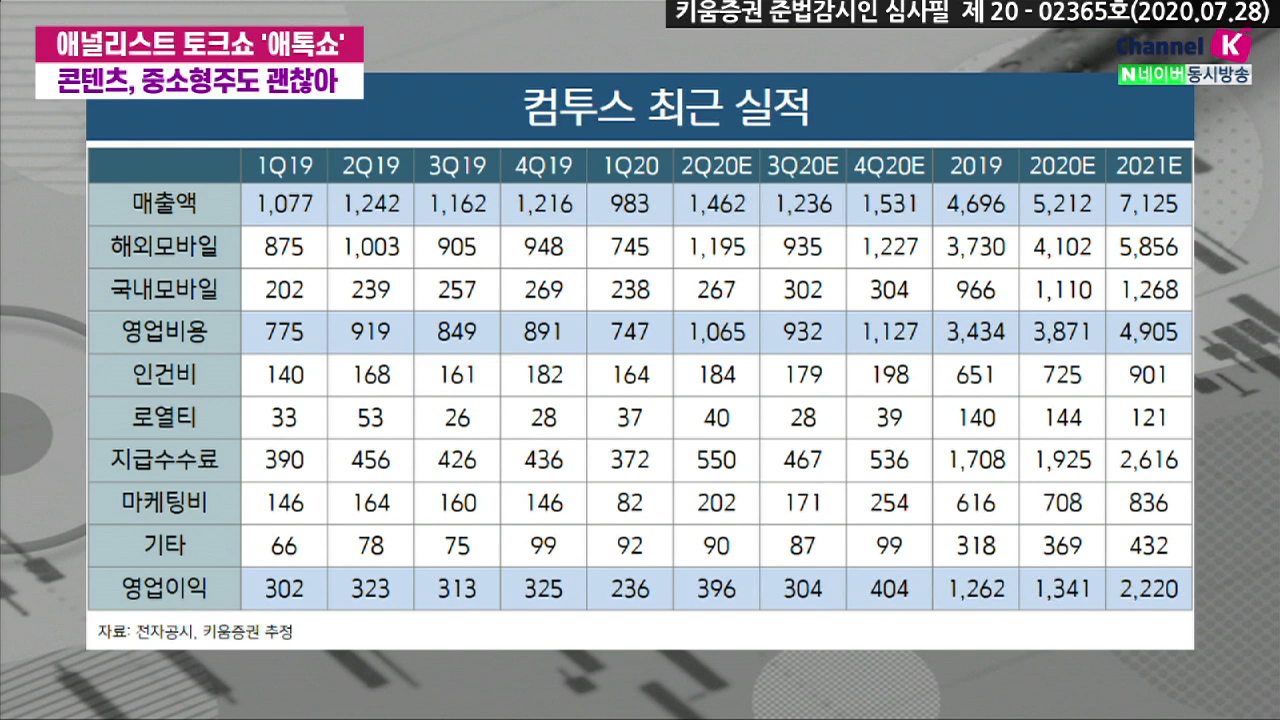 키움증권 준법감시인 심사필 제 20 - 02365호(2020.07.28)
애널리스트 토크쇼 '애톡쇼'
콘텐츠, 중소형주도 괜찮아
Channel K
N네이버동시방송
컴투스 최근 실적
1Q19 2Q19 3Q19 4Q19 1Q20 2Q20E 3Q20E 4Q20E 2019 2020E 2021E
매출액 1,077 1,242 1,162 1,216 983 1,462 1,236 1,531 4,696 5,212 7,125
해외모바일 875 1,003 905 948 745 1,195 935 1,227 3,730 4,102 5,856
국내모바일 202 239 257 269 238 267 302 304 966 1,110 1,268
영업비용 775 919 849 891 747 1,065 932 1,127 3,434 3,871 4,905
인건비 140 168 161 182 164 184 179 198 651 725 901
로열티 33 53 26 28 37 40 28 39 140 144 121
지급수수료 390 456 426 436 372 550 467 536 1,708 1,925 2,616
마케팅비 146 164 160 146 82 202 171 254 616 708 836
기타 66 78 75 99 92 90 87 99 318 369 432
영업이익 302 323 313 325 236 396 304 404 1,262 1,341 2,220
자료: 전자공시, 키움증권 추정